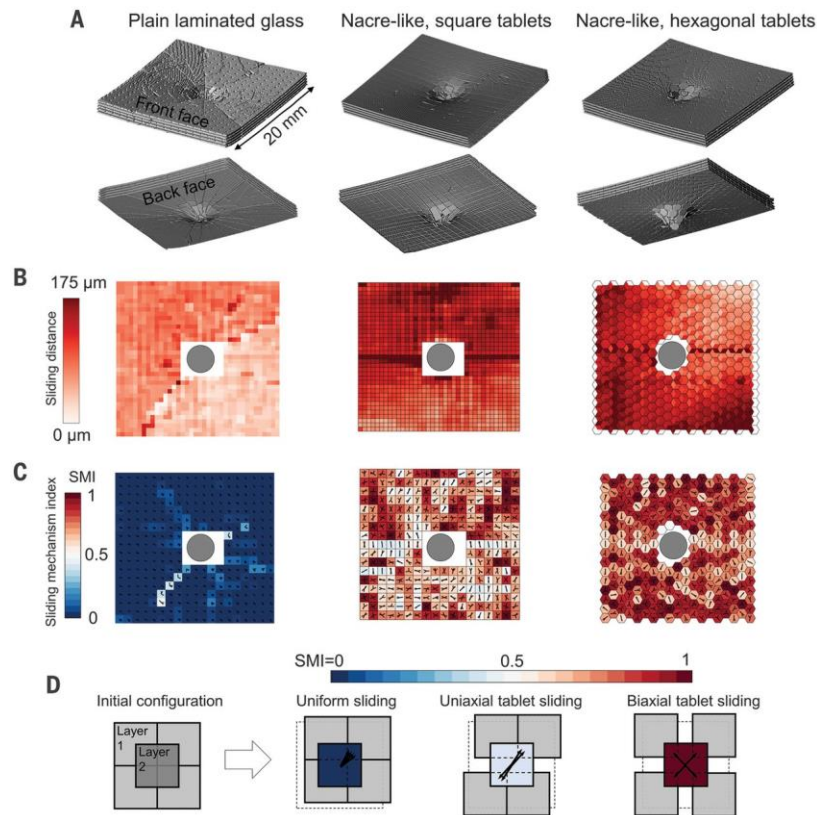 A
Plain laminated glass
Nacre-like, square tablets
Nacre-like, hexagonal tablets
Front face
20 mm
Back face
B
175 µm
Sliding distance
0 µm
C
SMI
Sliding mechanism index
1
0.5
0
SMI=0
0.5
1
D
Initial configuration
Uniform sliding
Uniaxial tablet sliding
Biaxial tablet sliding
Layer
1
Layer
2